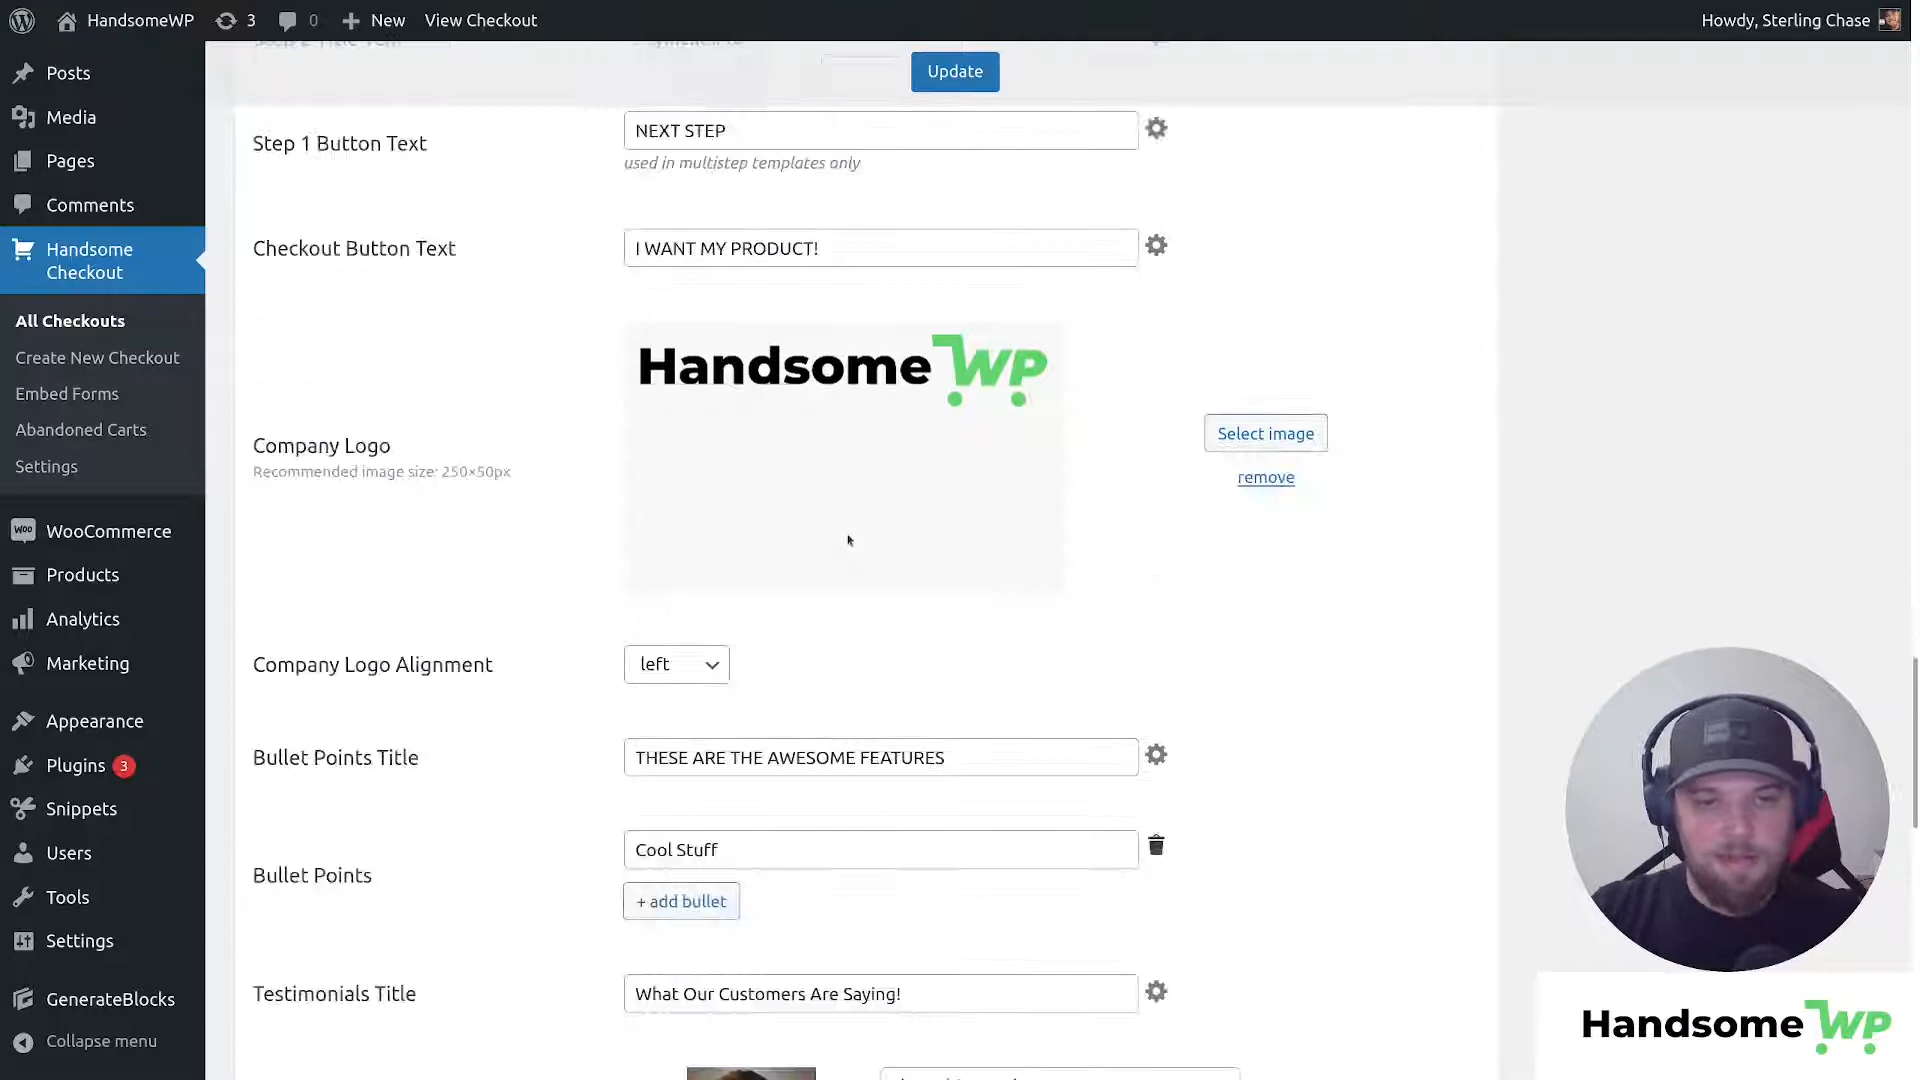 HandsomeWP
3
0
New
View Checkout
Howdy, Sterling Chase
Update
Posts
Media
Pages
Comments
Handsome
Checkout
All Checkouts
Create New Checkout
Embed Forms
Abandoned Carts
Settings
WOO
WooCommerce
Products
Analytics
Marketing
Appearance
Plugins 3
Snippets
Users
Tools
Settings
GenerateBlocks
Collapse menu
Step 1 Button Text
NEXT STEP
used in multistep templates only
Checkout Button Text
I WANT MY PRODUCT!
Company Logo
Recommended image size: 250×50px
HandsomeWP
Select image
remove
Company Logo Alignment
left
Bullet Points Title
THESE ARE THE AWESOME FEATURES
Bullet Points
Cool Stuff
+ add bullet
Testimonials Title
What Our Customers Are Saying!
HandsomeWP